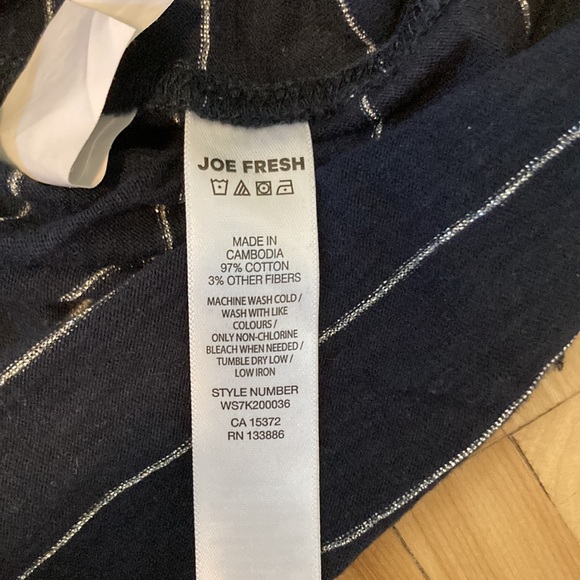 JOE FRESH
MADE IN
CAMBODIA
97% COTTON
3% OTHER FIBERS
MACHINE WASH COLD /
WASH WITH LIKE
COLOURS /
ONLY NON-CHLORINE
BLEACH WHEN NEEDED /
TUMBLE DRY LOW /
LOW IRON
STYLE NUMBER
WS7K200036
CA 15372
RN 133886